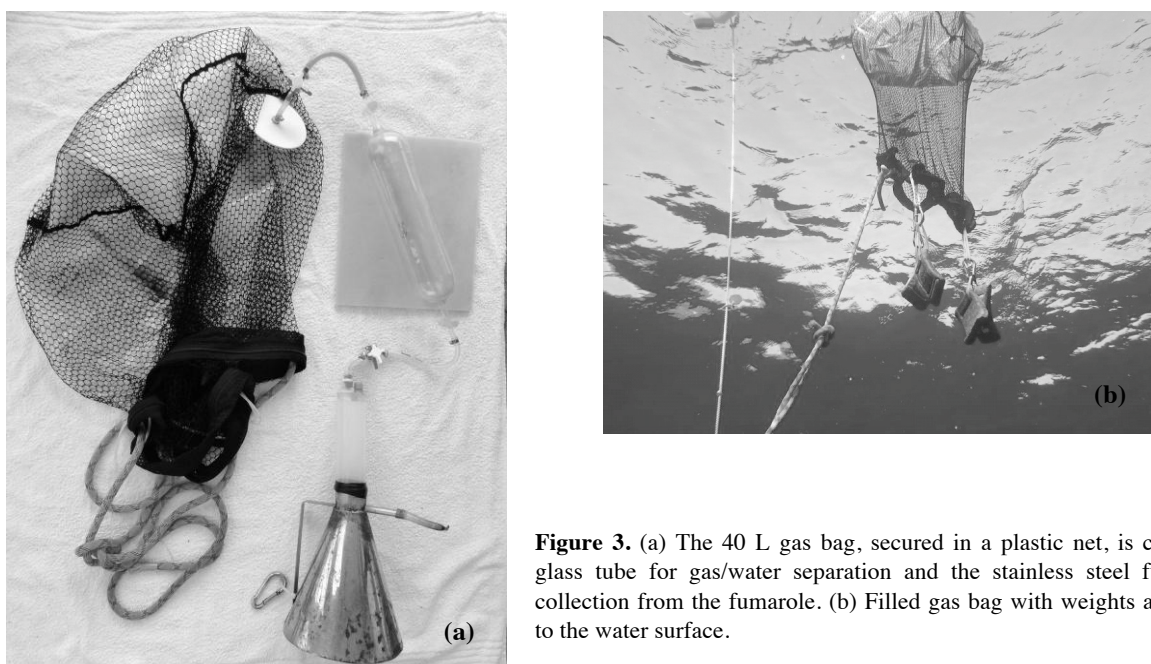 (a)
(b)
Figure 3. (a) The 40 L gas bag, secured in a plastic net, is
glass tube for gas/water separation and the stainless steel
collection from the fumarole. (b) Filled gas bag with weights
to the water surface.